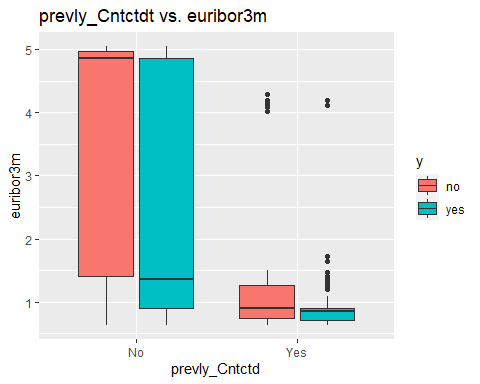 prevly_Cntctdt vs. euribor3m
euribor3m
5
4
3
2
1
No
Yes
prevly_Cntctd
y
no
yes